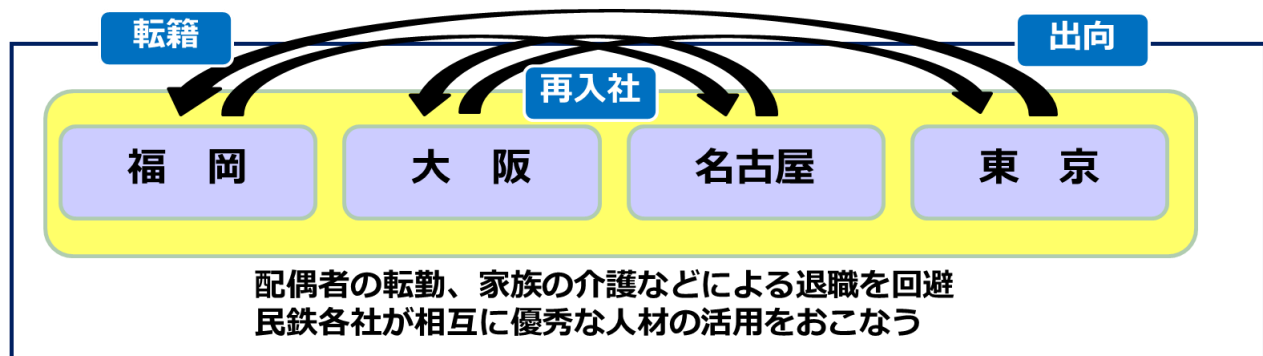 転籍
出向
再入社
福　岡
大　阪
名古屋
東　京
配偶者の転勤、家族の介護などによる退職を回避
民鉄各社が相互に優秀な人材の活用をおこなう